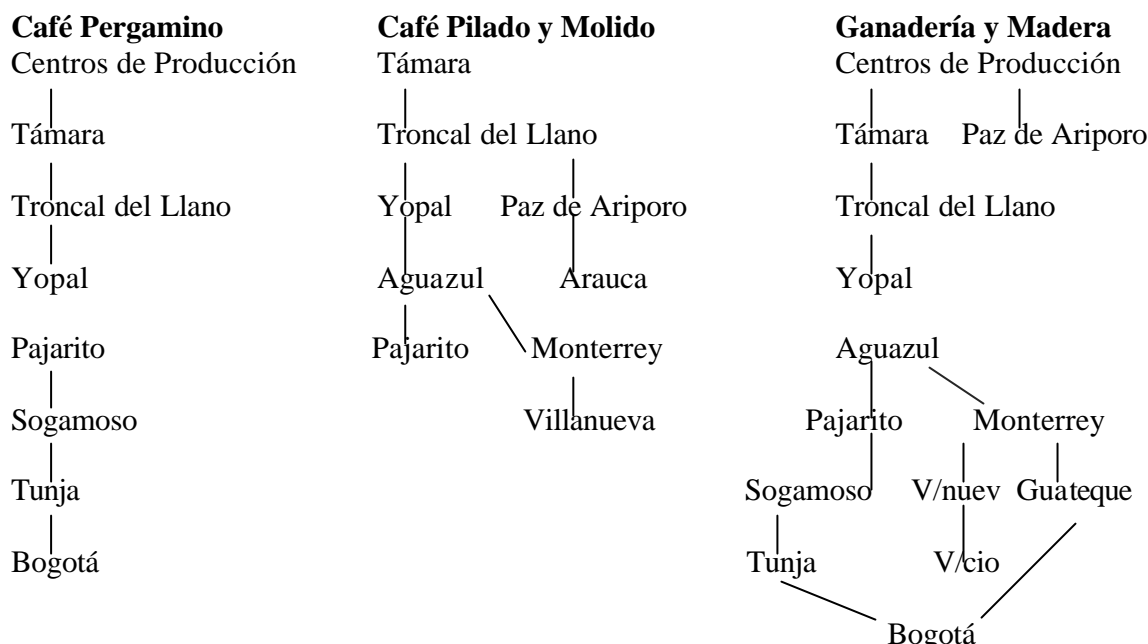 Café Pergamino Café Pilado y Molido Ganadería y Madera
Centros de Producción Támara Centros de Producción
Támara Troncal del Llano Támara Paz de Ariporo
Troncal del Llano Yopal Paz de Ariporo Troncal del Llano
Yopal Aguazul Arauca Yopal
Pajarito Pajarito Monterrey Aguazul
Sogamoso Villanueva Pajarito Monterrey
Tunja Sogamoso V/nuev Guateque
Bogotá Tunja V/cio
Bogotá